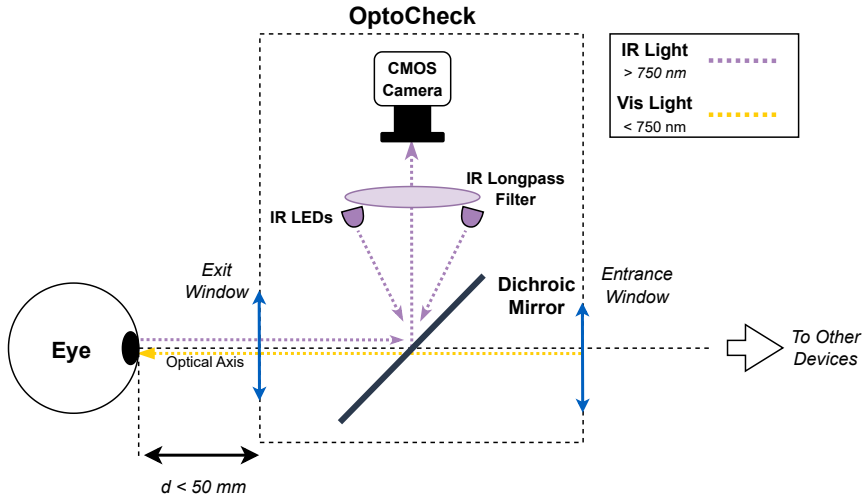 OptoCheck
CMOS
Camera
IR Light
> 750 nm
Vis Light
< 750 nm
IR Longpass
Filter
IR LEDs
Exit
Window
Dichroic
Mirror
Entrance
Window
Eye
Optical Axis
To Other
Devices
d < 50 mm